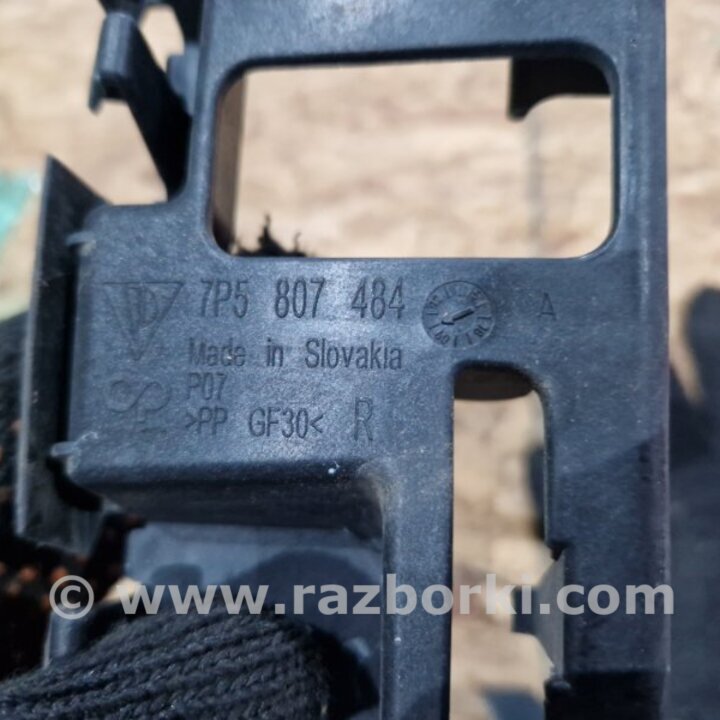 7P5 807 484 A
Made in Slovakia
P07
>PP GF30< R
© www.razborki.com